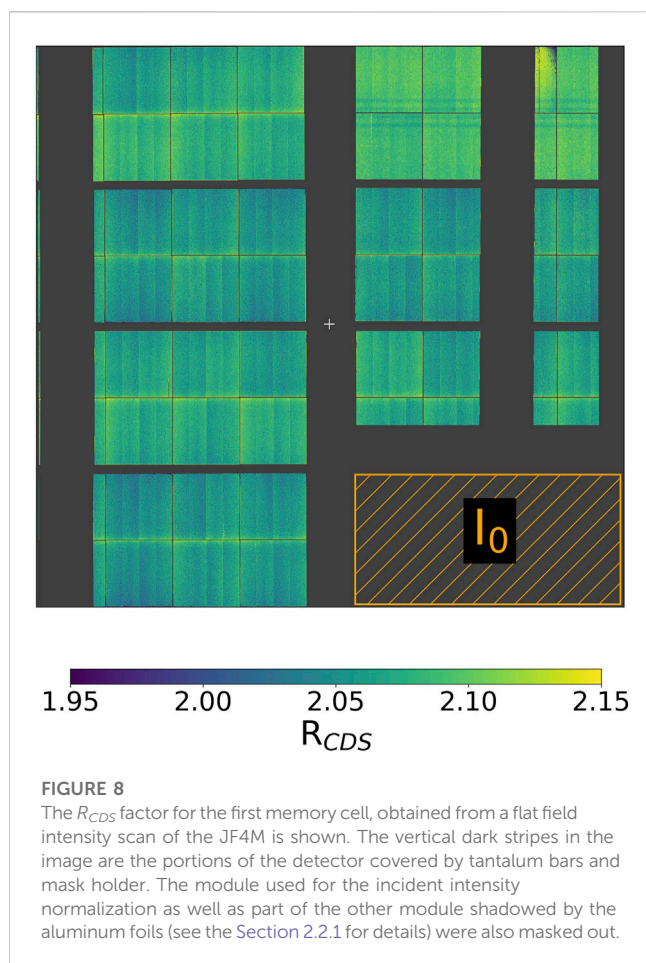 I0
1.95 2.00 2.05 2.10 2.15
RCDS
FIGURE 8
The RCDS factor for the first memory cell, obtained from a flat field
intensity scan of the JF4M is shown. The vertical dark stripes in the
image are the portions of the detector covered by tantalum bars and
mask holder. The module used for the incident intensity
normalization as well as part of the other module shadowed by the
aluminum foils (see the Section 2.2.1 for details) were also masked out.